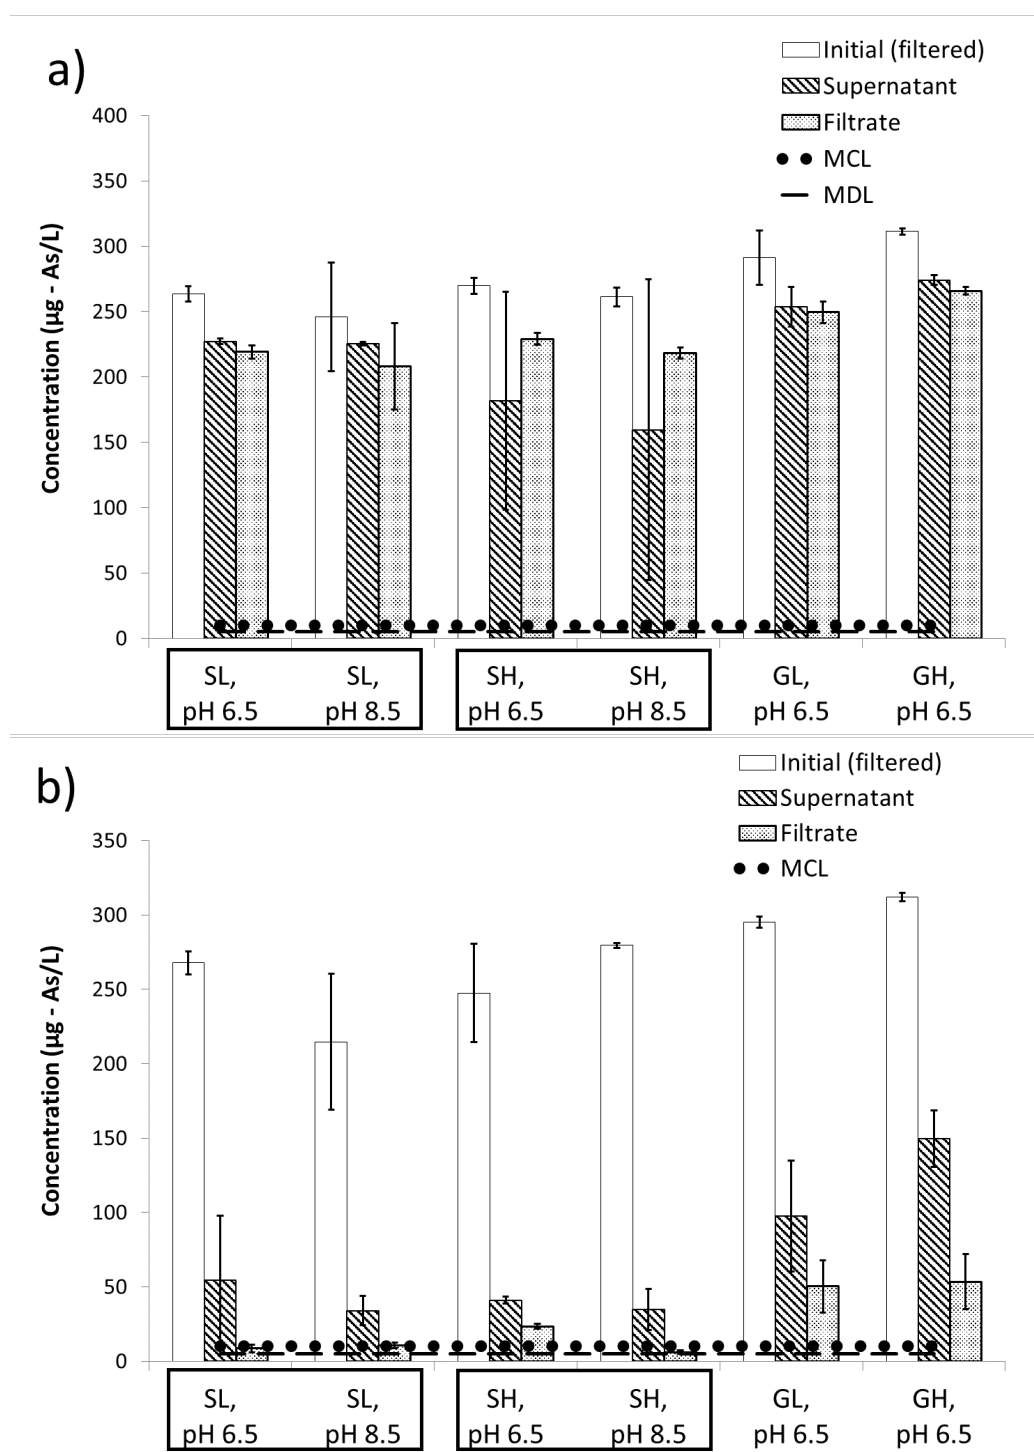 a)
Initial (filtered)
Supernatant
Filtrate
MCL
MDL
Concentration (µg - As/L)
400
350
300
250
200
150
100
50
0
SL, SL, SH, SH, GL, GH,
pH 6.5 pH 8.5 pH 6.5 pH 8.5 pH 6.5 pH 6.5
b)
Initial (filtered)
Supernatant
Filtrate
MCL
Concentration (µg - As/L)
350
300
250
200
150
100
50
0
SL, SL, SH, SH, GL, GH,
pH 6.5 pH 8.5 pH 6.5 pH 8.5 pH 6.5 pH 6.5